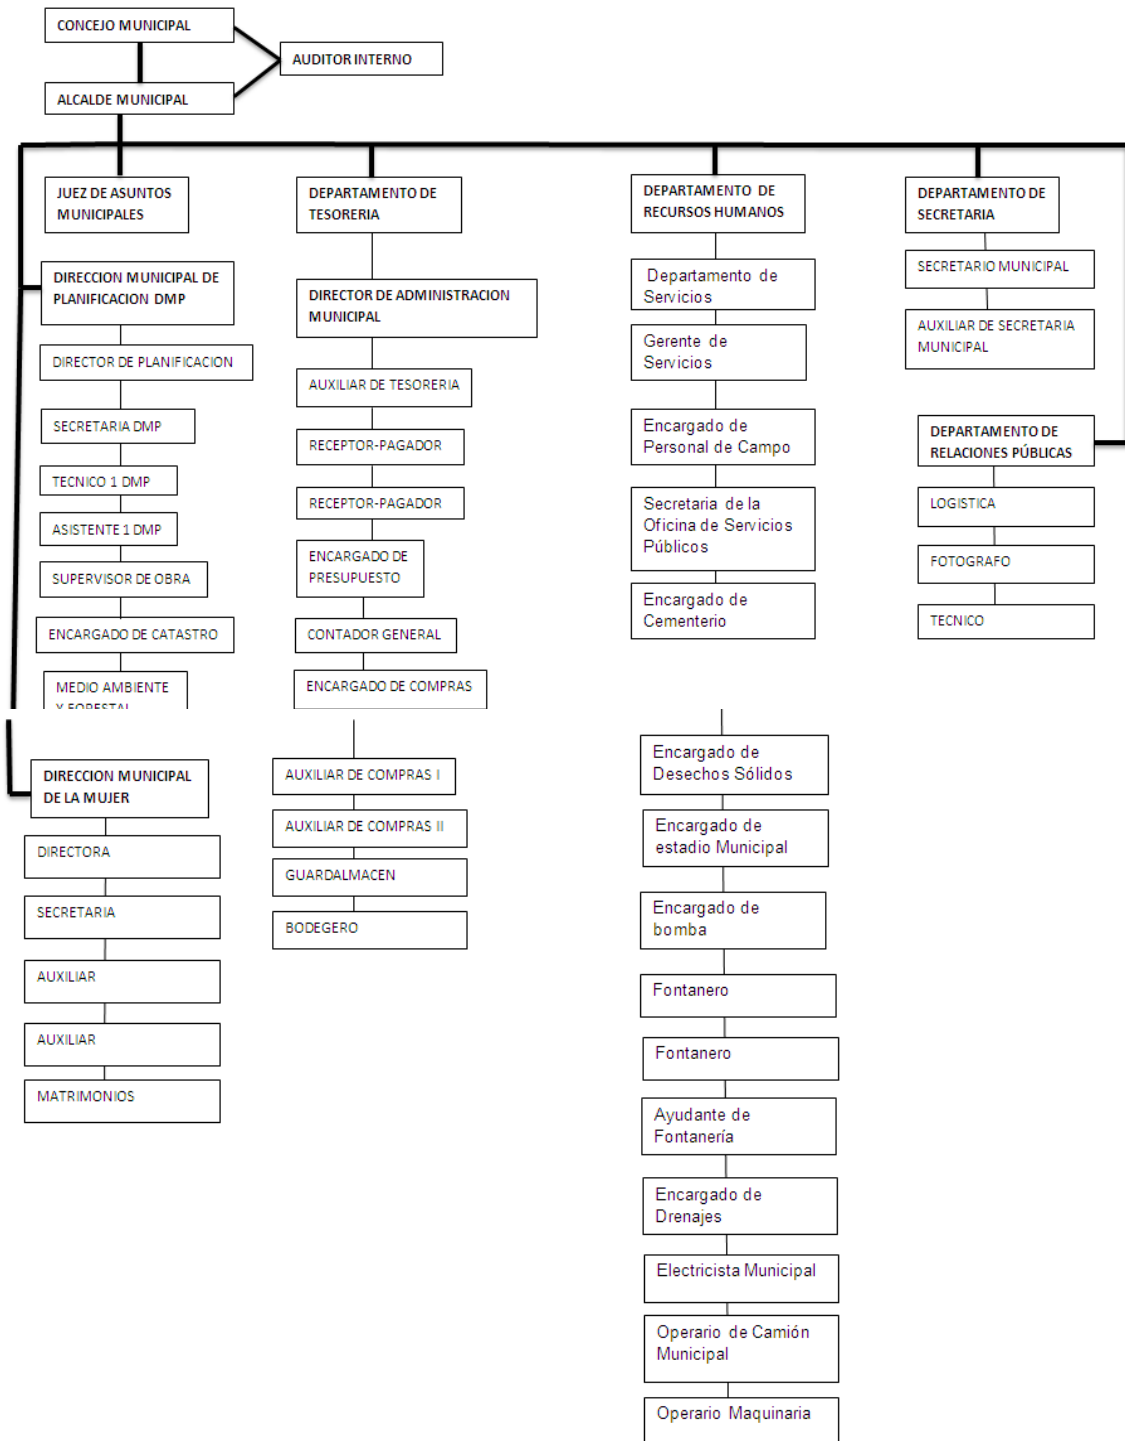 CONCEJO MUNICIPAL
AUDITOR INTERNO
ALCALDE MUNICIPAL
JUEZ DE ASUNTOS
MUNICIPALES
DIRECCION MUNICIPAL DE
PLANIFICACION DMP
DIRECTOR DE PLANIFICACION
SECRETARIA DMP
TECNICO 1 DMP
ASISTENTE 1 DMP
SUPERVISOR DE OBRA
ENCARGADO DE CATASTRO
MEDIO AMBIENTE
Y FORESTAL
DIRECCION MUNICIPAL
DE LA MUJER
DIRECTORA
SECRETARIA
AUXILIAR
AUXILIAR
MATRIMONIOS
DEPARTAMENTO DE
TESORERIA
DIRECTOR DE ADMINISTRACION
MUNICIPAL
AUXILIAR DE TESORERIA
RECEPTOR-PAGADOR
RECEPTOR-PAGADOR
ENCARGADO DE
PRESUPUESTO
CONTADOR GENERAL
ENCARGADO DE COMPRAS
AUXILIAR DE COMPRAS I
AUXILIAR DE COMPRAS II
GUARDALMACEN
BODEGERO
DEPARTAMENTO DE
RECURSOS HUMANOS
Departamento de
Servicios
Gerente de
Servicios
Encargado de
Personal de Campo
Secretaria de la
Oficina de Servicios
Públicos
Encargado de
Cementerio
Encargado de
Desechos Sólidos
Encargado de
estadio Municipal
Encargado de
bomba
Fontanero
Fontanero
Ayudante de
Fontanería
Encargado de
Drenajes
Electricista Municipal
Operario de Camión
Municipal
Operario Maquinaria
DEPARTAMENTO DE
SECRETARIA
SECRETARIO MUNICIPAL
AUXILIAR DE SECRETARIA
MUNICIPAL
DEPARTAMENTO DE
RELACIONES PÚBLICAS
LOGISTICA
FOTOGRAFO
TECNICO